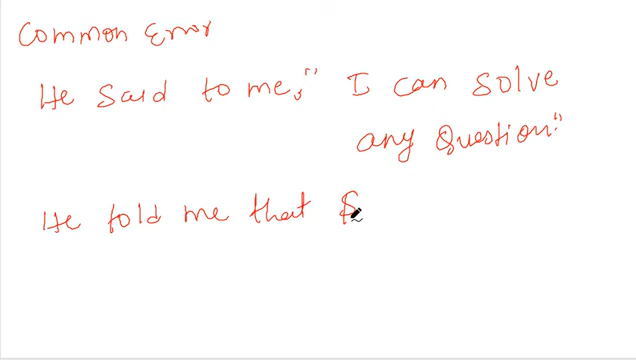 Common Error
He said to me, " I can solve
any Question."
He told me that